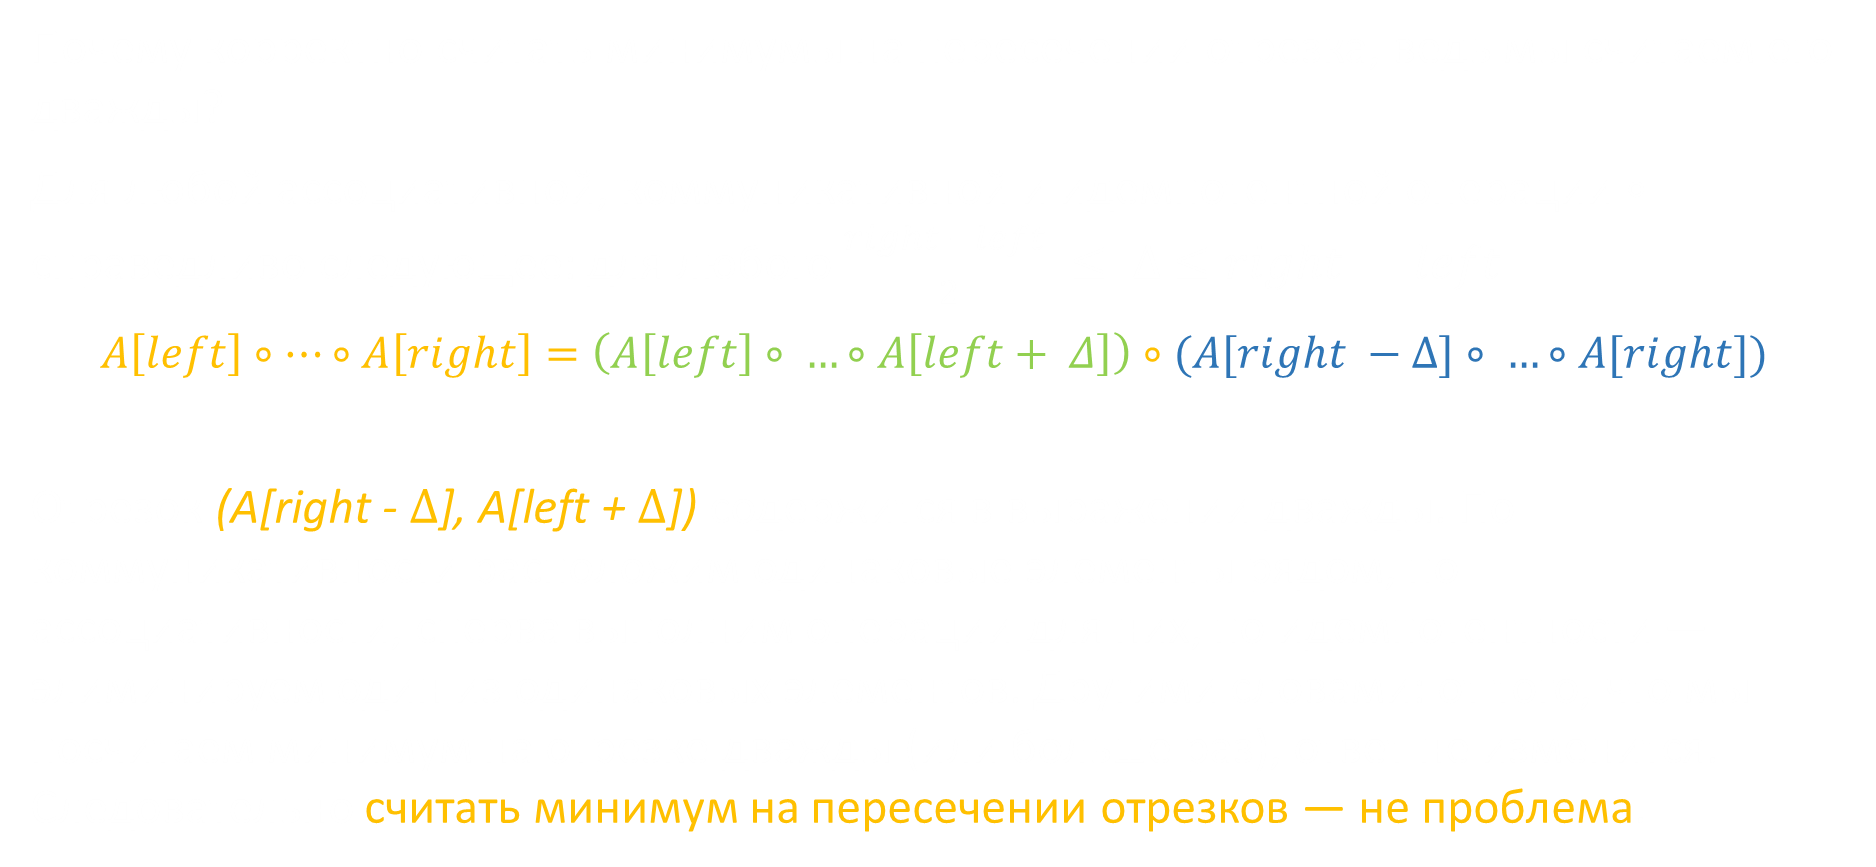 A[left] ∘ ⋯ ∘ A[right] = (A[left] ∘ … ∘ A[left + Δ]) ∘ (A[right − Δ] ∘ … ∘ A[right])
(A[right - Δ], A[left + Δ])
считать минимум на пересечении отрезков — не проблема